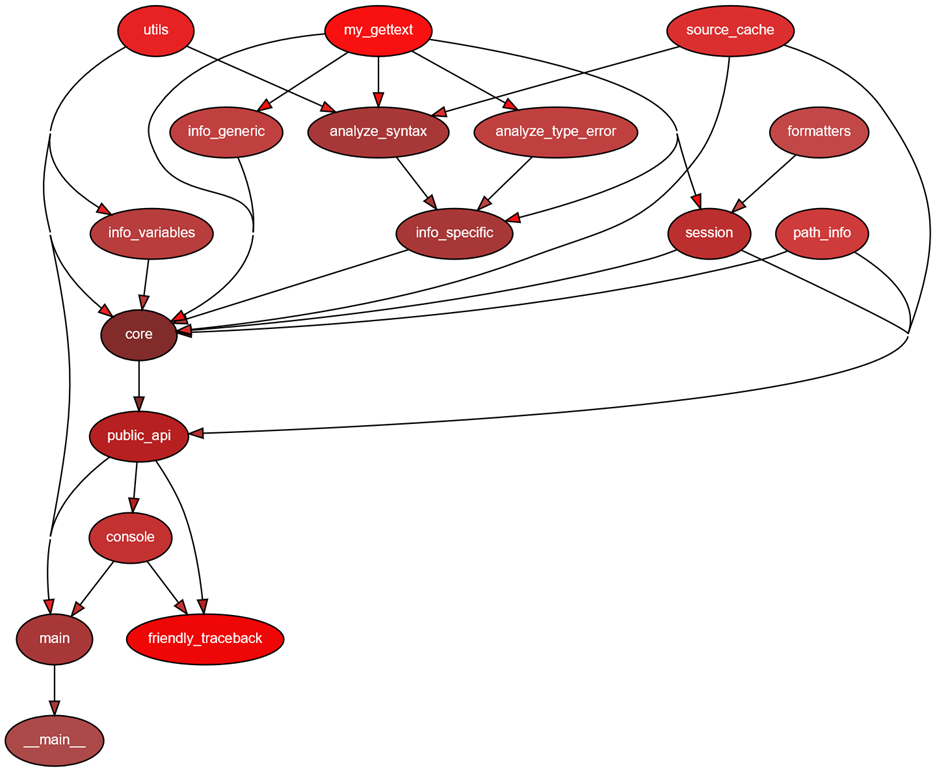 utils
my_gettext
source_cache
info_generic
analyze_syntax
analyze_type_error
formatters
info_variables
info_specific
session
path_info
core
public_api
console
main
friendly_traceback
__main__